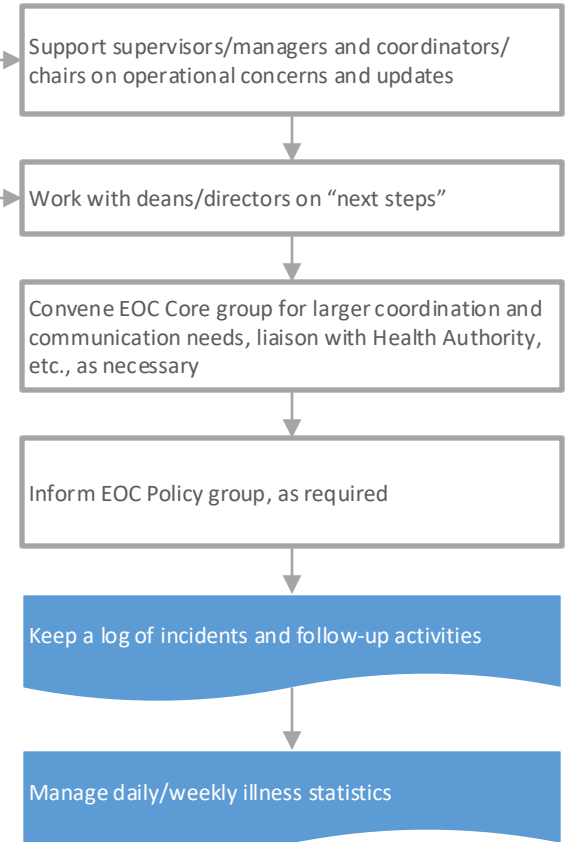 Support supervisors/managers and coordinators/
chairs on operational concerns and updates
Work with deans/directors on “next steps”
Convene EOC Core group for larger coordination and
communication needs, liaison with Health Authority,
etc., as necessary
Inform EOC Policy group, as required
Keep a log of incidents and follow-up activities
Manage daily/weekly illness statistics